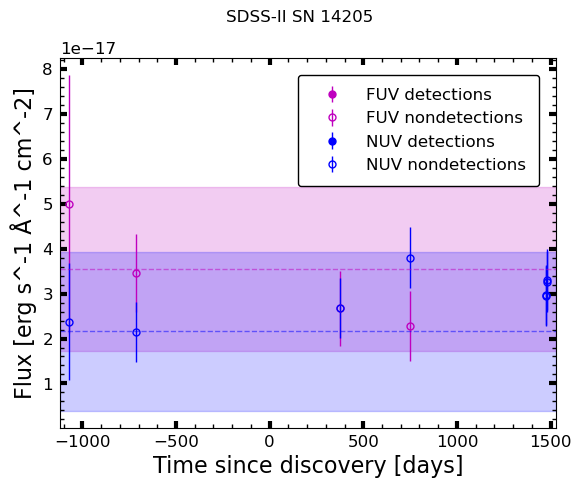 SDSS-II SN 14205
1e−17
8
7
6
5
4
3
2
1
Flux [erg s^-1 Å^-1 cm^-2]
FUV detections
FUV nondetections
NUV detections
NUV nondetections
−1000 −500 0 500 1000 1500
Time since discovery [days]